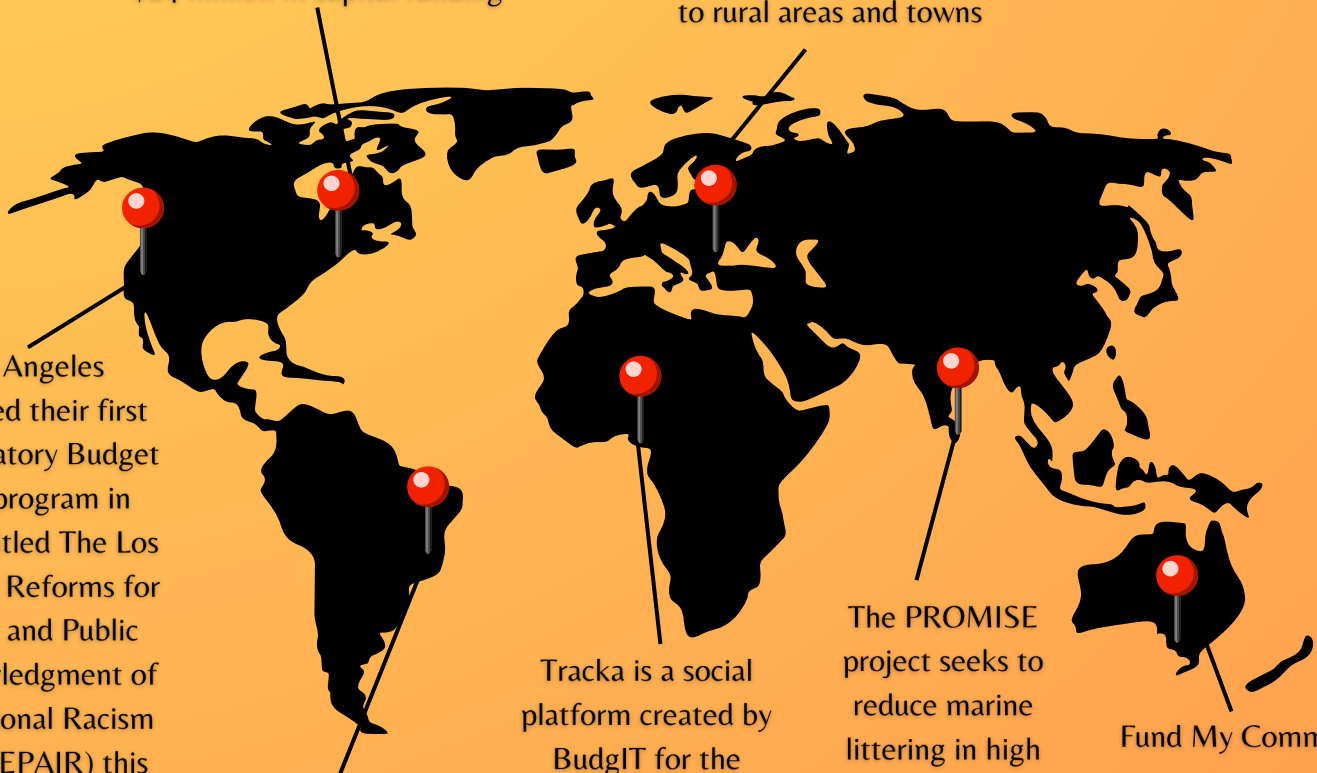 to rural areas and towns
Angeles
ed their first
atory Budget
program in
tled The Los
Reforms for
and Public
ledgment of
onal Racism
EPAIR) this
Tracka is a social
platform created by
BudgIT for the
The PROMISE
project seeks to
reduce marine
littering in high
Fund My Comm